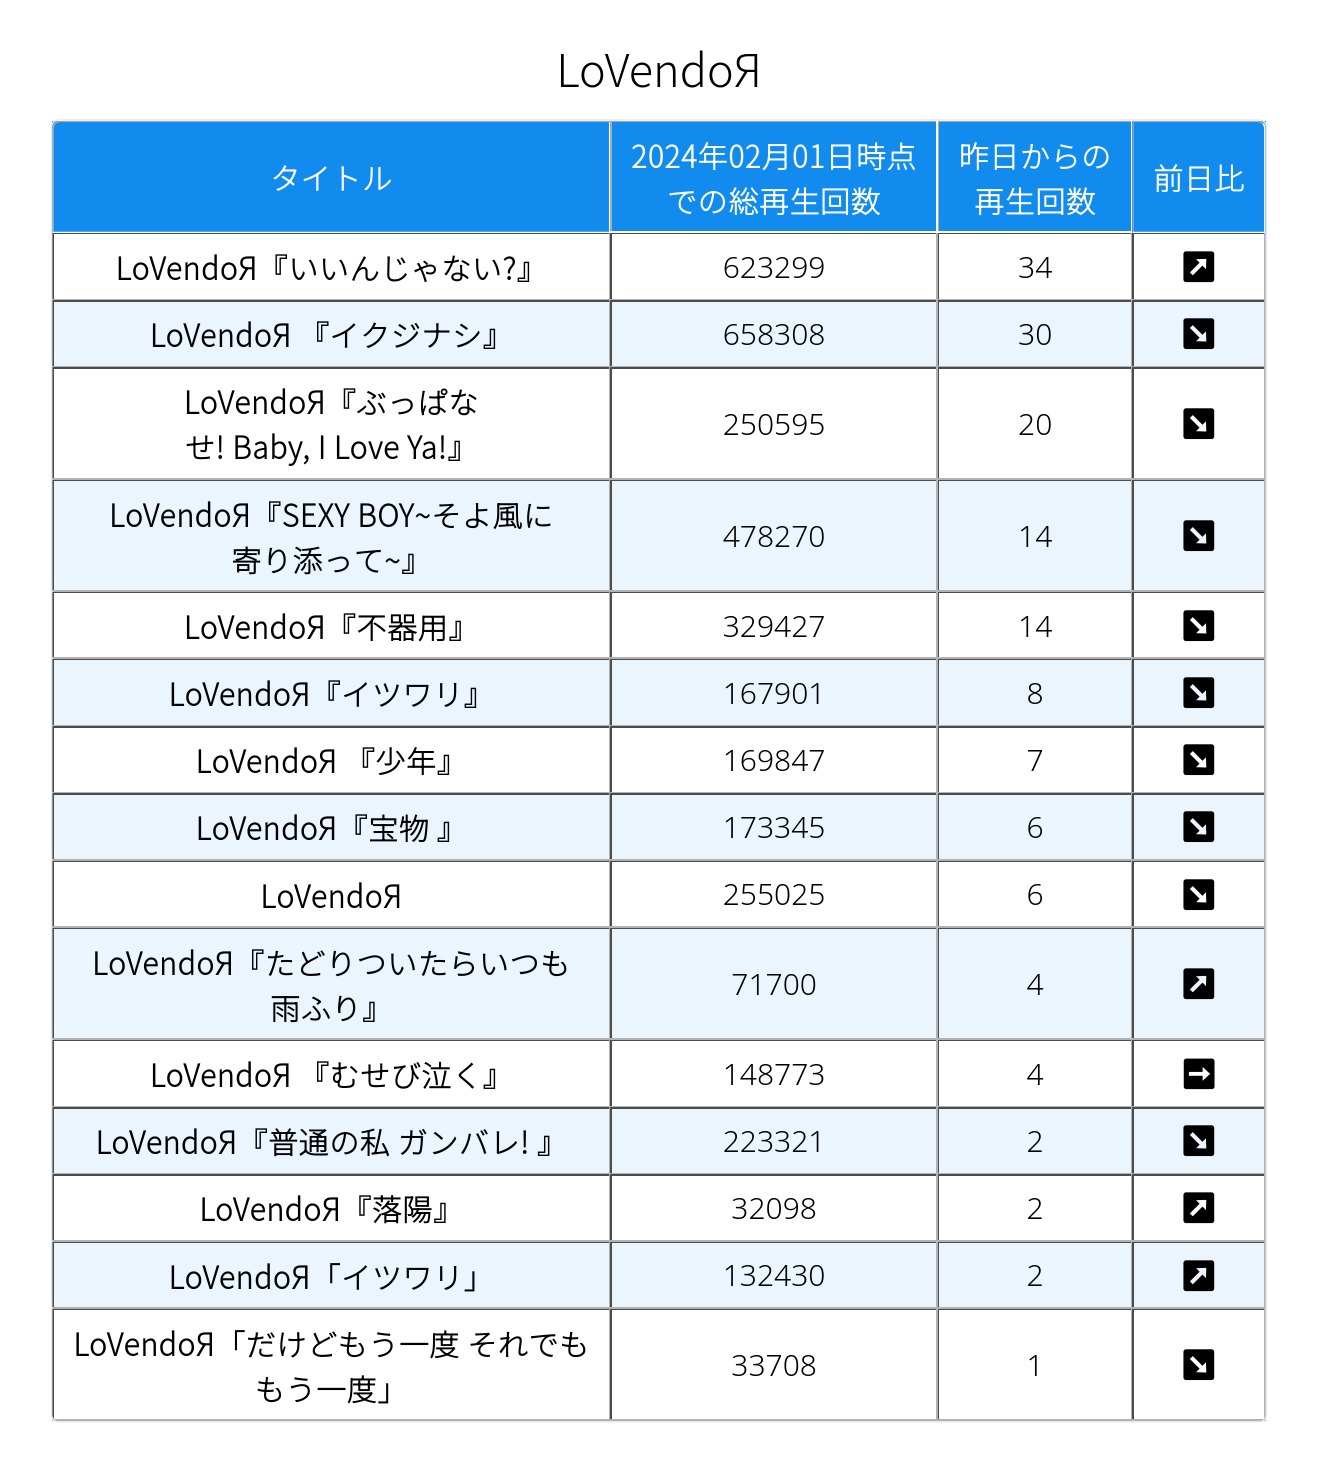 LoVendoЯ
タイトル
2024年02月01日時点
での総再生回数
昨日からの
再生回数
前日比
LoVendoЯ『いいんじゃない?』
623299
34
LoVendoЯ 『イクジナシ』
658308
30
LoVendoЯ『ぶっぱな
せ! Baby, I Love Ya!』
250595
20
LoVendoЯ『SEXY BOY~そよ風に
寄り添って~』
478270
14
LoVendoЯ『不器用』
329427
14
LoVendoЯ『イツワリ』
167901
8
LoVendoЯ 『少年』
169847
7
LoVendoЯ『宝物 』
173345
6
LoVendoЯ
255025
6
LoVendoЯ『たどりついたらいつも
雨ふり』
71700
4
LoVendoЯ 『むせび泣く』
148773
4
LoVendoЯ『普通の私 ガンバレ! 』
223321
2
LoVendoЯ『落陽』
32098
2
LoVendoЯ「イツワリ」
132430
2
LoVendoЯ「だけどもう一度 それでも
もう一度」
33708
1